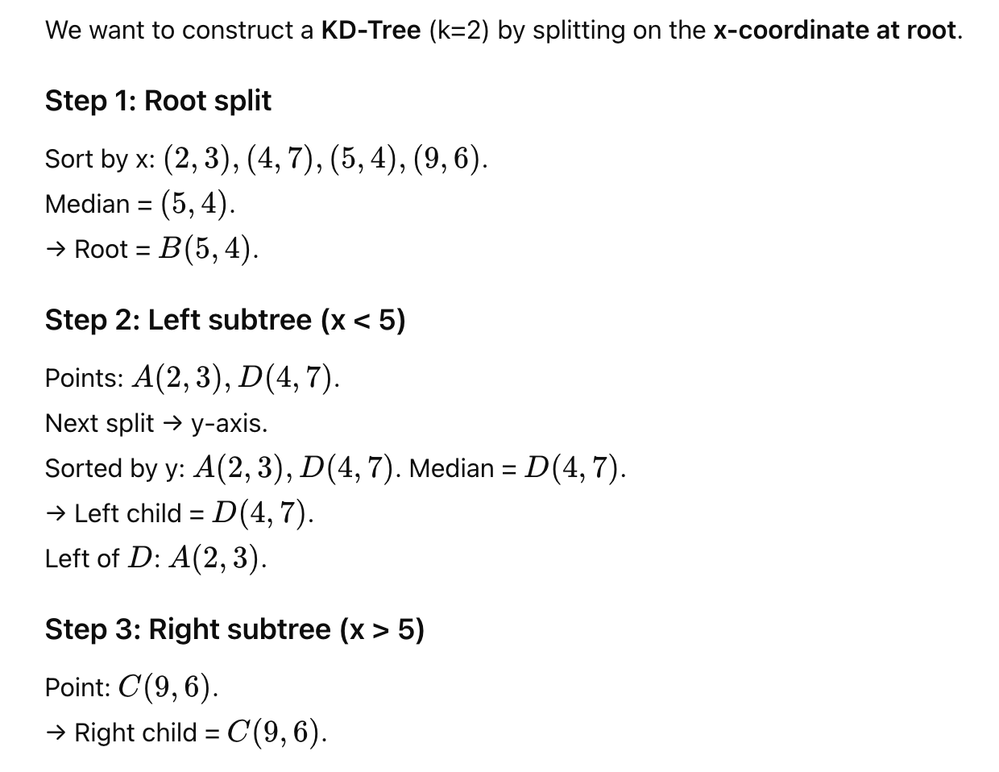 We want to construct a KD-Tree (k=2) by splitting on the x-coordinate at root.
Step 1: Root split
Sort by x: (2, 3), (4, 7), (5, 4), (9, 6).
Median = (5, 4).
→ Root = B(5, 4).
Step 2: Left subtree (x < 5)
Points: A(2, 3), D(4, 7).
Next split → y-axis.
Sorted by y: A(2, 3), D(4, 7). Median = D(4, 7).
→ Left child = D(4, 7).
Left of D: A(2, 3).
Step 3: Right subtree (x > 5)
Point: C(9, 6).
→ Right child = C(9, 6).